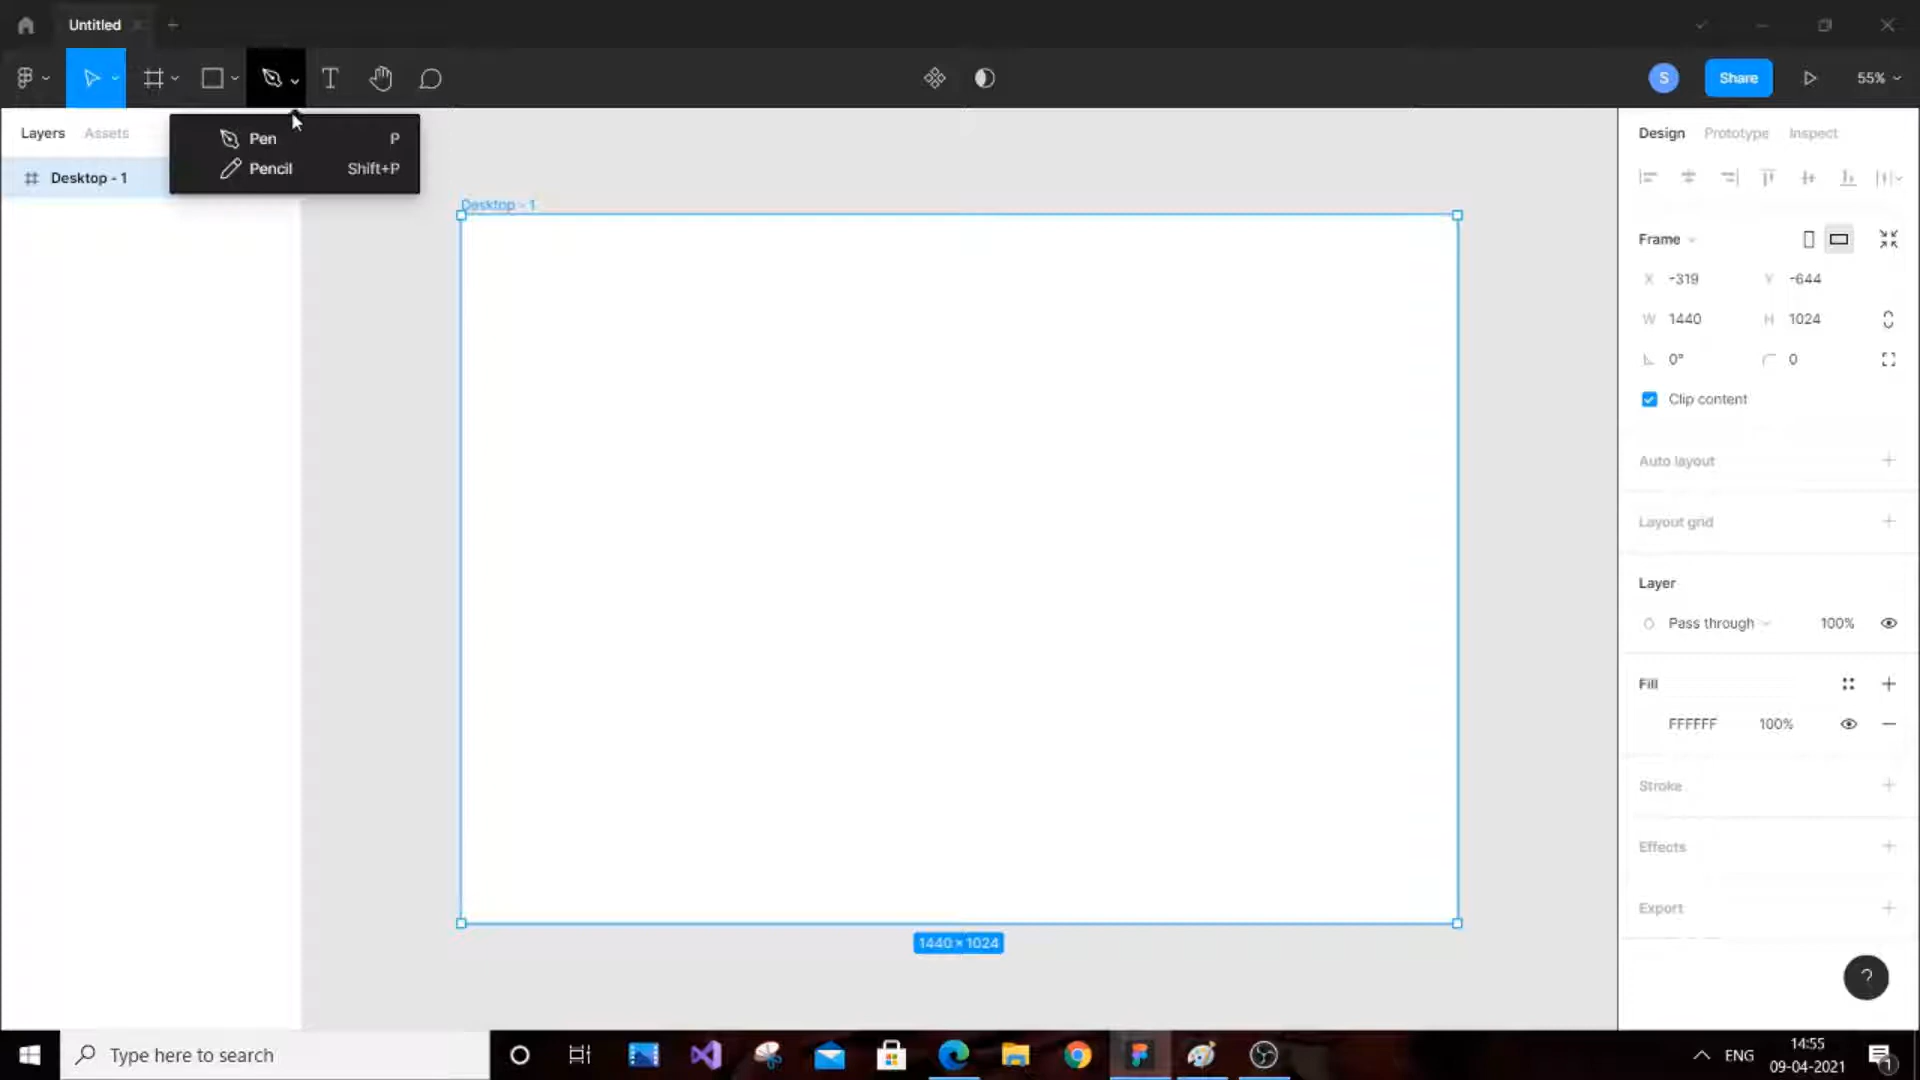 Untitled
S
Share
55%
Layers Assets
Pen P
Pencil Shift+P
Desktop - 1
Desktop - 1
1440 × 1024
Design Prototype Inspect
Frame
X -319 Y -644
W 1440 H 1024
0° 0
Clip content
Auto layout
Layout grid
Layer
Pass through 100%
Fill
FFFFFF 100%
Stroke
Effects
Export
?
Type here to search
ENG
14:55
09-04-2021
1